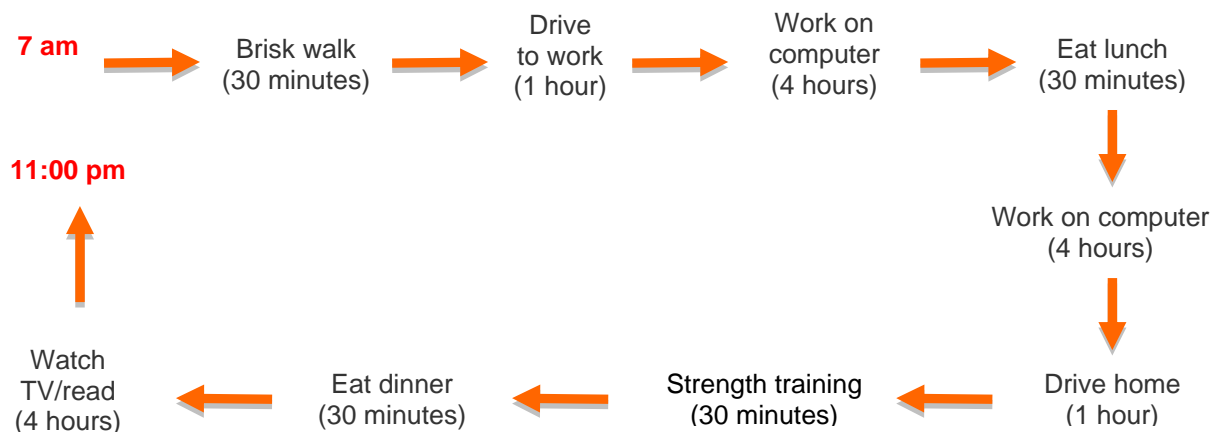 7 am
Brisk walk
(30 minutes)
Drive
to work
(1 hour)
Work on
computer
(4 hours)
Eat lunch
(30 minutes)
Work on computer
(4 hours)
Drive home
(1 hour)
Strength training
(30 minutes)
Eat dinner
(30 minutes)
Watch
TV/read
(4 hours)
11:00 pm